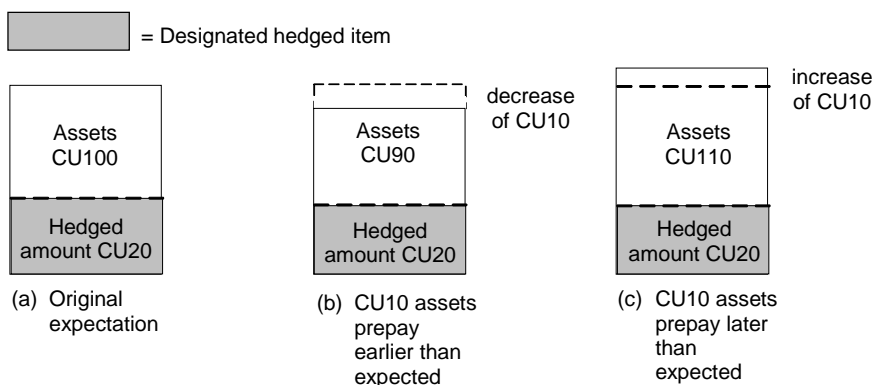 = Designated hedged item
Assets
CU100
Hedged
amount CU20
(a) Original
expectation
decrease
of CU10
Assets
CU90
Hedged
amount CU20
(b) CU10 assets
prepay
earlier than
expected
increase
of CU10
Assets
CU110
Hedged
amount CU20
(c) CU10 assets
prepay later
than
expected